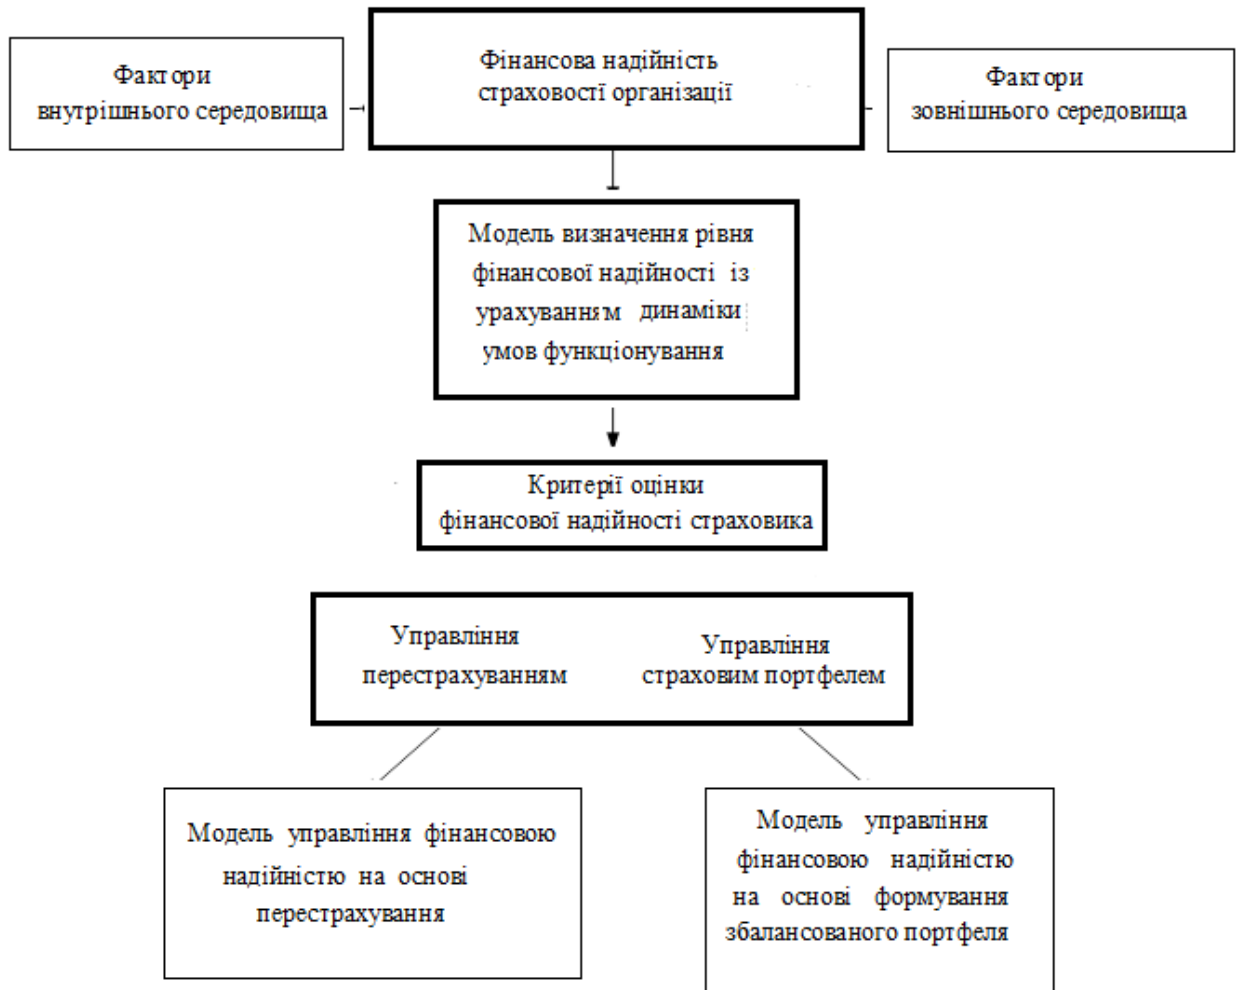 Фактори
внутрішнього середовища
Фінансова надійність
страховостї організації
Фактори
зовнішнього середовища
Модель визначення рівня
фінансової надійності із
урахуванням динаміки
умов функціонування
Критерії оцінки
фінансової надійності страховика
Управління
перестрахуванням
Управління
страховим портфелем
Модель управління фінансовою
надійністю на основі
перестрахування
Модель управління
фінансовою надійністю
на основі формування
збалансованого портфеля